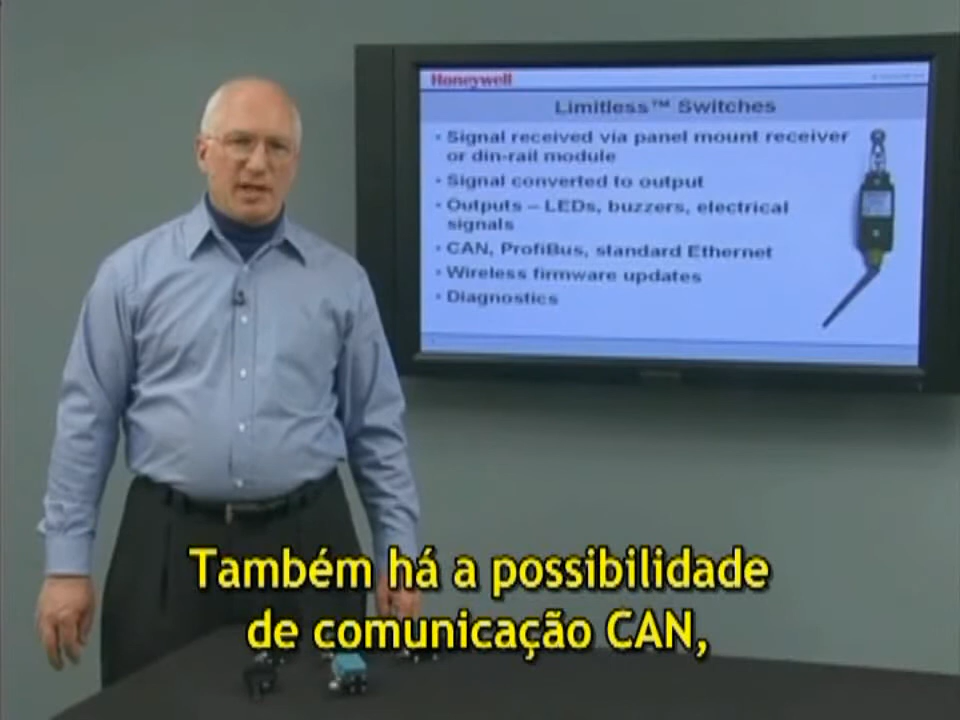 Honeywell
Limitless™ Switches
• Signal received via panel mount receiver
or din-rail module
• Signal converted to output
• Outputs – LEDs, buzzers, electrical
signals
• CAN, ProfiBus, standard Ethernet
• Wireless firmware updates
• Diagnostics
Também há a possibilidade
de comunicação CAN,